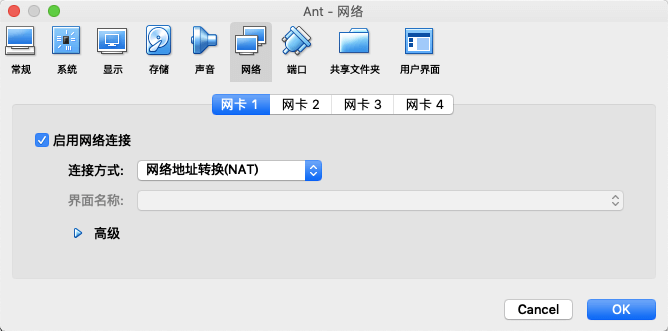 Ant - 网络
常规 系统 显示 存储 声音 网络 端口 共享文件夹 用户界面
网卡 1 网卡 2 网卡 3 网卡 4
启用网络连接
连接方式: 网络地址转换(NAT)
界面名称:
高级
Cancel OK